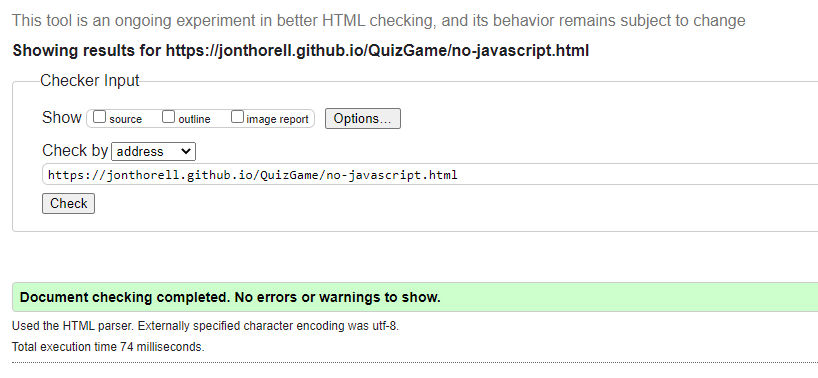 This tool is an ongoing experiment in better HTML checking, and its behavior remains subject to change
Showing results for https://jonthorell.github.io/QuizGame/no-javascript.html
Checker Input
Show source outline image report Options...
Check by address
https://jonthorell.github.io/QuizGame/no-javascript.html
Check
Document checking completed. No errors or warnings to show.
Used the HTML parser. Externally specified character encoding was utf-8.
Total execution time 74 milliseconds.